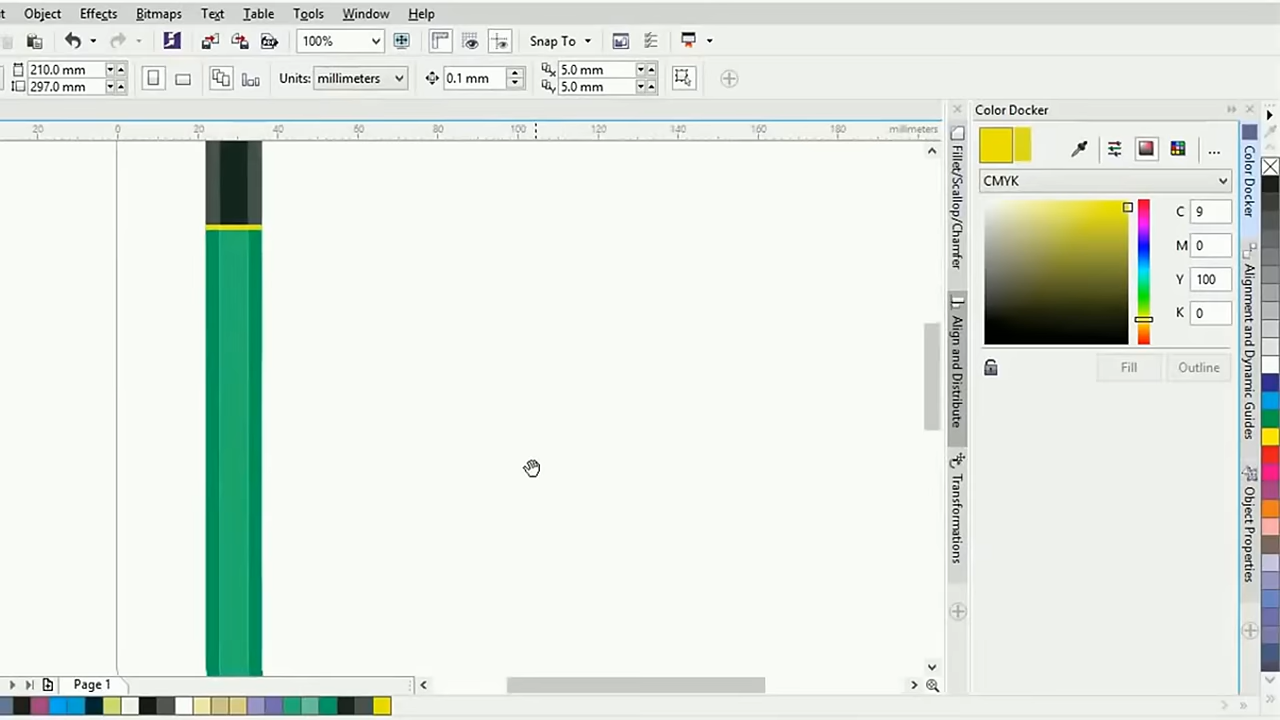 Object Effects Bitmaps Text Table Tools Window Help
100% Snap To
210.0 mm
297.0 mm
Units: millimeters 0.1 mm
5.0 mm
5.0 mm
20 0 20 40 60 80 100 120 140 160 180 millimeters
Color Docker
CMYK
C 9
M 0
Y 100
K 0
Fill Outline
Fillet/Scallop/Chamfer
Align and Distribute
Transformations
Color Docker
Alignment and Dynamic Guides
Object Properties
Page 1